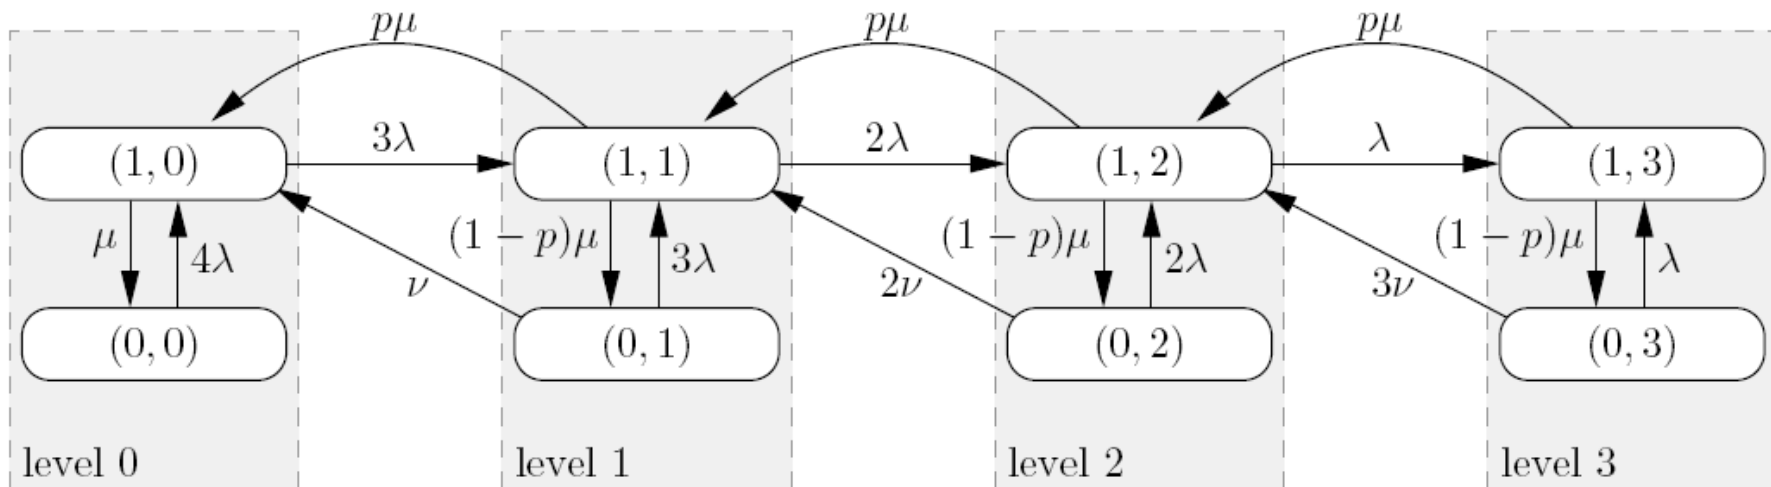 pμ pμ pμ
(1, 0) 3λ (1, 1) 2λ (1, 2) λ (1, 3)
μ 4λ ν (1 − p)μ 3λ 2ν (1 − p)μ 2λ 3ν (1 − p)μ λ
(0, 0) (0, 1) (0, 2) (0, 3)
level 0 level 1 level 2 level 3